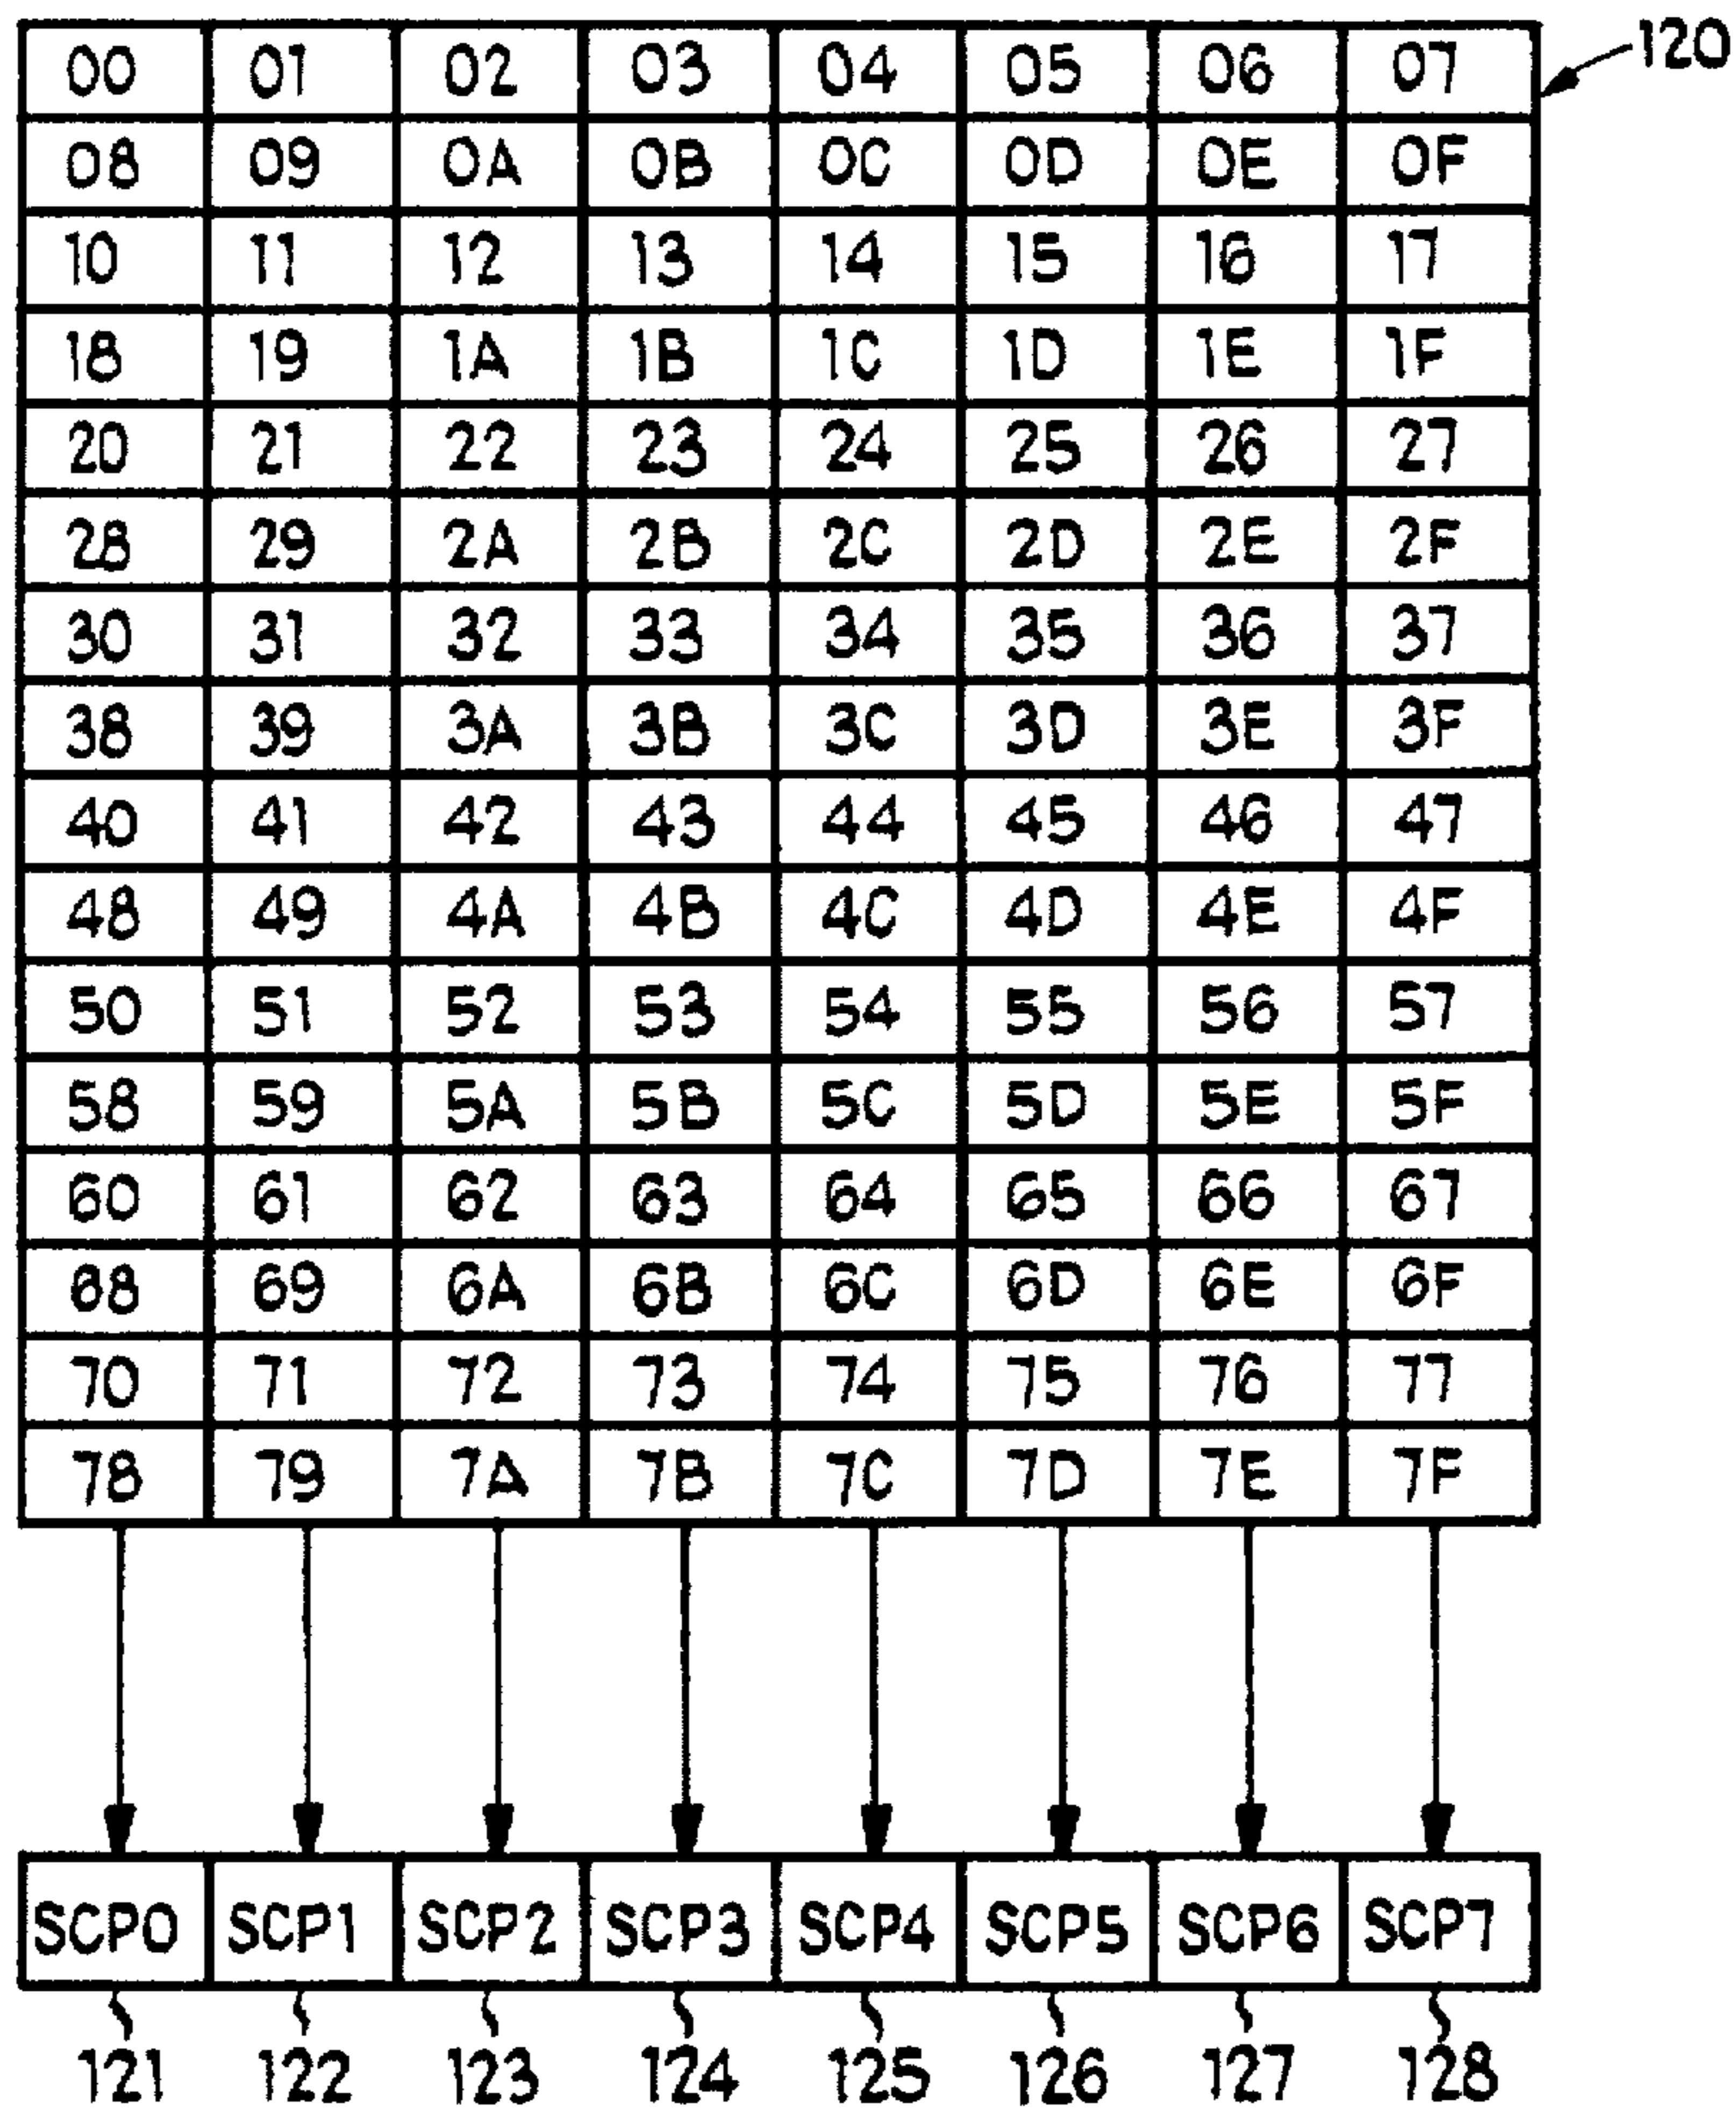 00 01 02 03 04 05 06 07 120
08 09 0A 0B 0C 0D 0E 0F
10 11 12 13 14 15 16 17
18 19 1A 1B 1C 1D 1E 1F
20 21 22 23 24 25 26 27
28 29 2A 2B 2C 2D 2E 2F
30 31 32 33 34 35 36 37
38 39 3A 3B 3C 3D 3E 3F
40 41 42 43 44 45 46 47
48 49 4A 4B 4C 4D 4E 4F
50 51 52 53 54 55 56 57
58 59 5A 5B 5C 5D 5E 5F
60 61 62 63 64 65 66 67
68 69 6A 6B 6C 6D 6E 6F
70 71 72 73 74 75 76 77
78 79 7A 7B 7C 7D 7E 7F
SCP0 SCP1 SCP2 SCP3 SCP4 SCP5 SCP6 SCP7
121 122 123 124 125 126 127 128